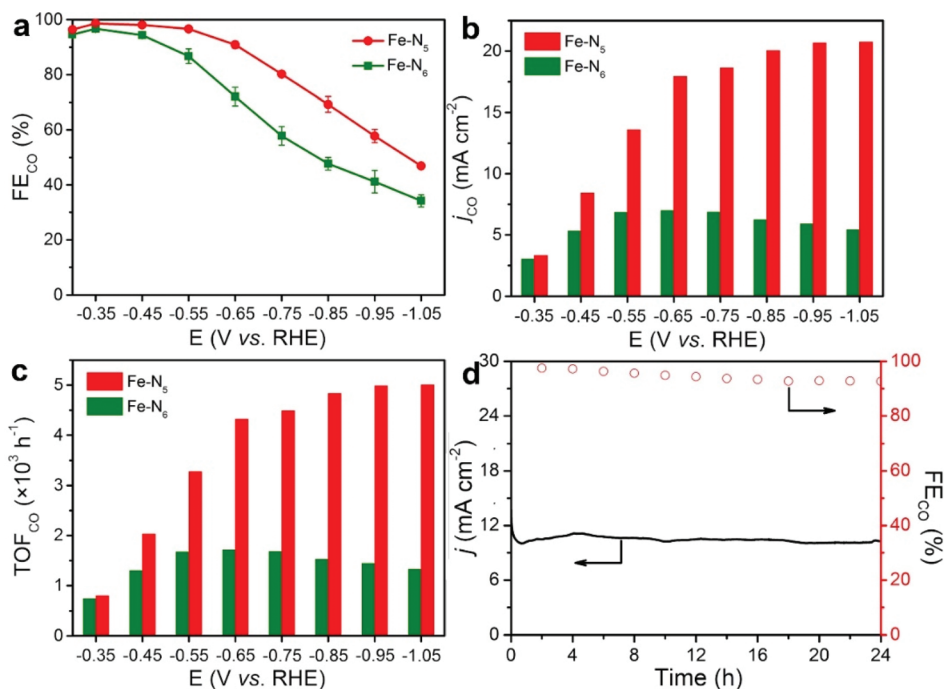 a
FE_CO (%)
100
80
60
40
20
0
Fe-N₅
Fe-N₆
-0.35 -0.45 -0.55 -0.65 -0.75 -0.85 -0.95 -1.05
E (V vs. RHE)
b
j_CO (mA cm⁻²)
20
15
10
5
0
Fe-N₅
Fe-N₆
-0.35 -0.45 -0.55 -0.65 -0.75 -0.85 -0.95 -1.05
E (V vs. RHE)
c
TOF_CO (×10³ h⁻¹)
5
4
3
2
1
0
Fe-N₅
Fe-N₆
-0.35 -0.45 -0.55 -0.65 -0.75 -0.85 -0.95 -1.05
E (V vs. RHE)
d
j (mA cm⁻²)
30
27
12
9
6
3
0
100
80
60
40
20
0
FE_CO
(%)
0 4 8 12 16 20 24
Time (h)